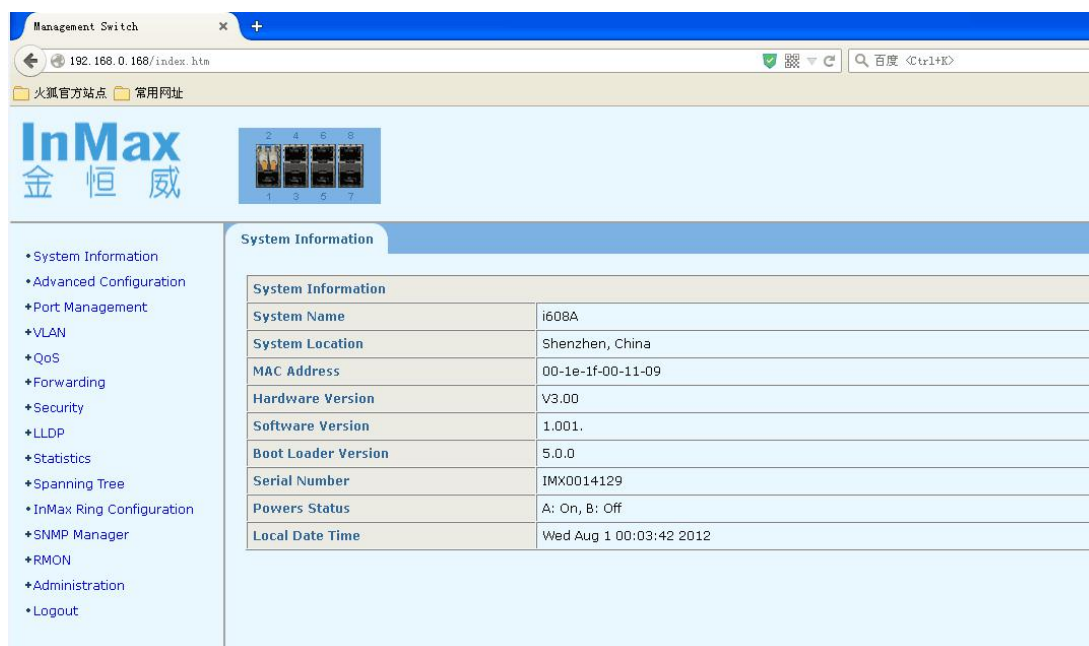 Management Switch × +
192.168.0.168/index.htm 百度 <Ctrl+K>
火狐官方站点 常用网址
InMax
金恒威
2 4 6 8
1 3 5 7
System Information
System Information
Advanced Configuration
+Port Management
+VLAN
+QoS
+Forwarding
+Security
+LLDP
+Statistics
+Spanning Tree
InMax Ring Configuration
+SNMP Manager
+RMON
+Administration
Logout
System Information
System Name i608A
System Location Shenzhen, China
MAC Address 00-1e-1f-00-11-09
Hardware Version V3.00
Software Version 1.001.
Boot Loader Version 5.0.0
Serial Number IMX0014129
Powers Status A: On, B: Off
Local Date Time Wed Aug 1 00:03:42 2012